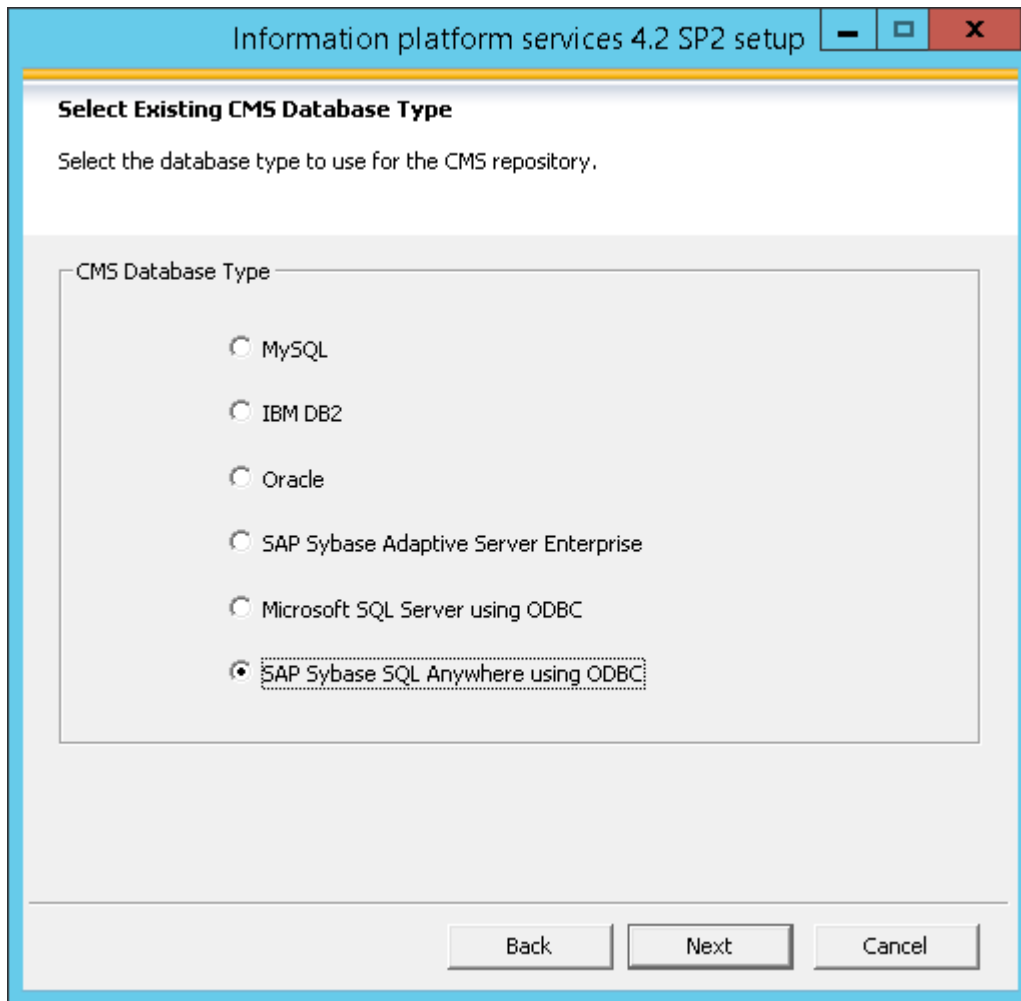 Information platform services 4.2 SP2 setup
Select Existing CMS Database Type
Select the database type to use for the CMS repository.
CMS Database Type
MySQL
IBM DB2
Oracle
SAP Sybase Adaptive Server Enterprise
Microsoft SQL Server using ODBC
SAP Sybase SQL Anywhere using ODBC
Back Next Cancel